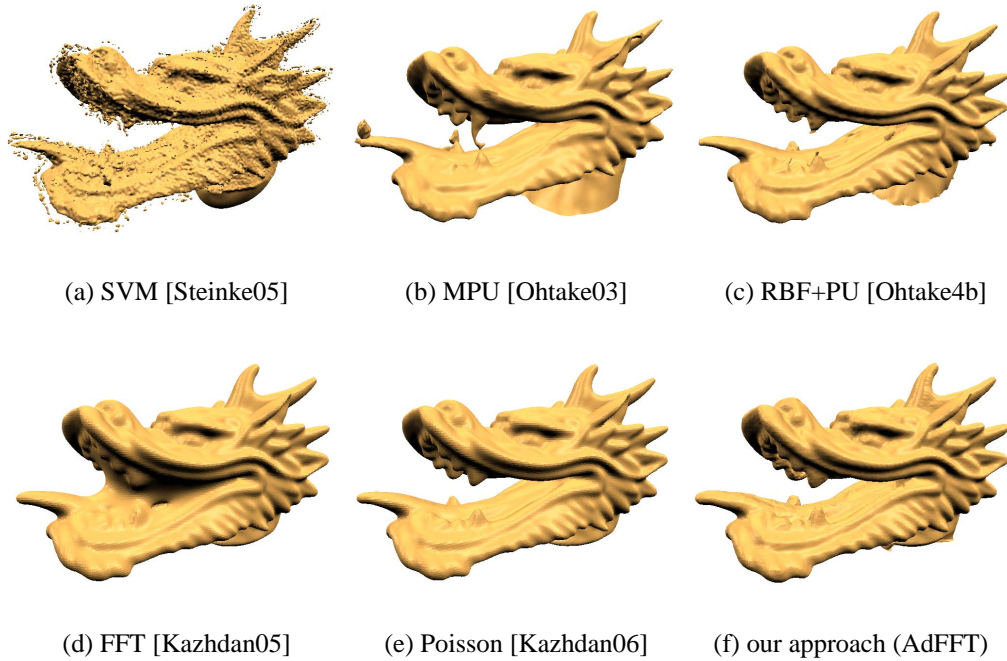 (a) SVM [Steinke05]
(b) MPU [Ohtake03]
(c) RBF+PU [Ohtake4b]
(d) FFT [Kazhdan05]
(e) Poisson [Kazhdan06]
(f) our approach (AdFFT)